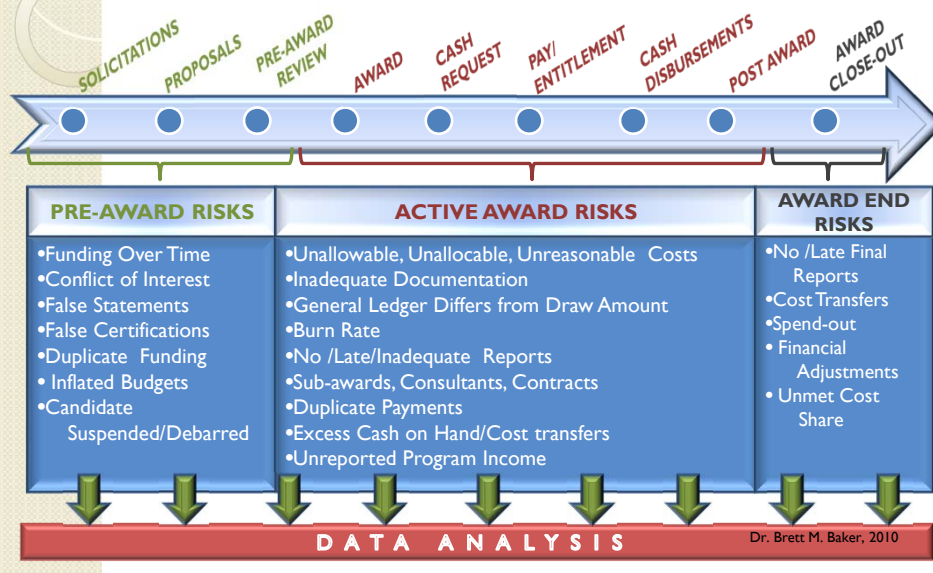 SOLICITATIONS
PROPOSALS
PRE-AWARD
REVIEW
AWARD
CASH
REQUEST
PAY/
ENTITLEMENT
CASH
DISBURSEMENTS
POST AWARD
AWARD
CLOSE-OUT
PRE-AWARD RISKS
•Funding Over Time
•Conflict of Interest
•False Statements
•False Certifications
•Duplicate Funding
• Inflated Budgets
•Candidate
Suspended/Debarred
ACTIVE AWARD RISKS
•Unallowable, Unallocable, Unreasonable Costs
•Inadequate Documentation
•General Ledger Differs from Draw Amount
•Burn Rate
•No /Late/Inadequate Reports
•Sub-awards, Consultants, Contracts
•Duplicate Payments
•Excess Cash on Hand/Cost transfers
•Unreported Program Income
AWARD END
RISKS
•No /Late Final
Reports
•Cost Transfers
•Spend-out
• Financial
Adjustments
• Unmet Cost
Share
DATA ANALYSIS
Dr. Brett M. Baker, 2010